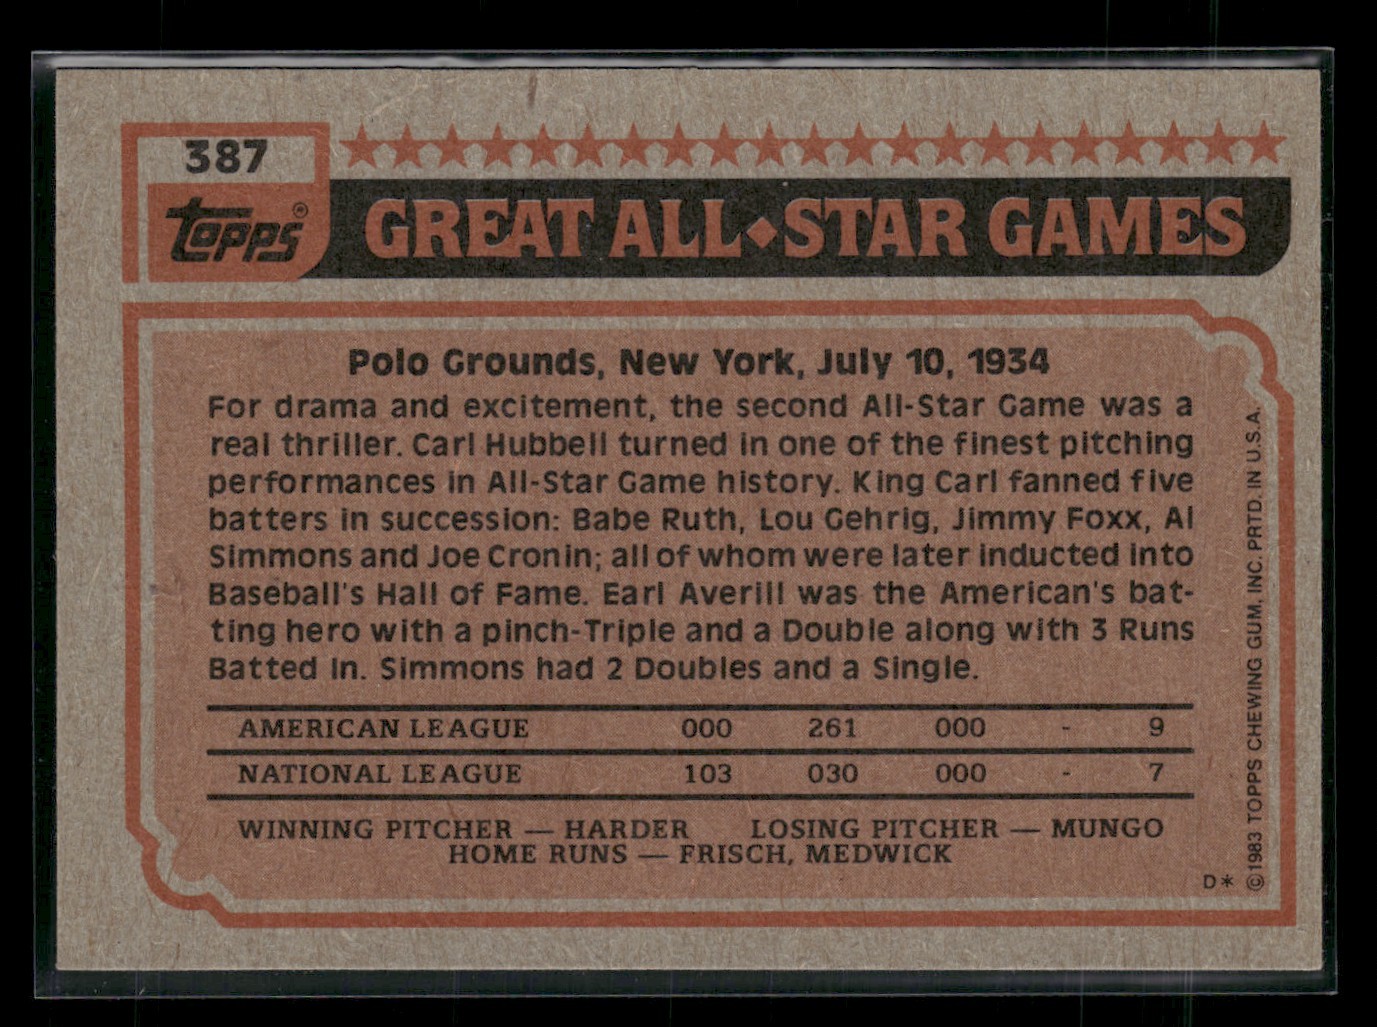 387
topps®
GREAT ALL◆STAR GAMES
Polo Grounds, New York, July 10, 1934
For drama and excitement, the second All-Star Game was a
real thriller. Carl Hubbell turned in one of the finest pitching
performances in All-Star Game history. King Carl fanned five
batters in succession: Babe Ruth, Lou Gehrig, Jimmy Foxx, Al
Simmons and Joe Cronin; all of whom were later inducted into
Baseball's Hall of Fame. Earl Averill was the American's bat-
ting hero with a pinch-Triple and a Double along with 3 Runs
Batted In. Simmons had 2 Doubles and a Single.
AMERICAN LEAGUE 000 261 000 - 9
NATIONAL LEAGUE 103 030 000 - 7
WINNING PITCHER — HARDER LOSING PITCHER — MUNGO
HOME RUNS — FRISCH, MEDWICK
D*
©1983 TOPPS CHEWING GUM, INC. PRTD. IN U.S.A.